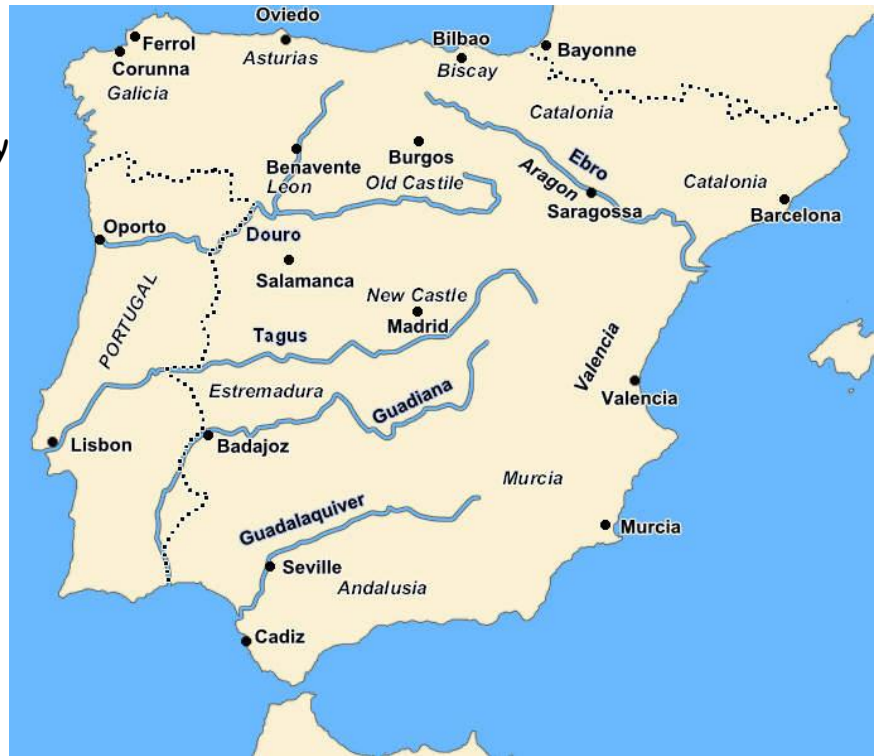 Oviedo
Ferrol
Corunna
Galicia
Asturias
Bilbao
Biscay
Bayonne
Catalonia
y
Benavente
Leon
Burgos
Old Castile
Ebro
Aragon
Saragossa
Catalonia
Barcelona
Oporto
Douro
Salamanca
PORTUGAL
New Castle
Madrid
Tagus
Valencia
Valencia
Estremadura
Guadiana
Lisbon
Badajoz
Murcia
Murcia
Guadalaquiver
Seville
Andalusia
Cadiz